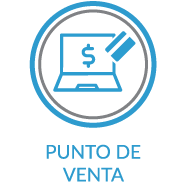 $
PUNTO DE
VENTA